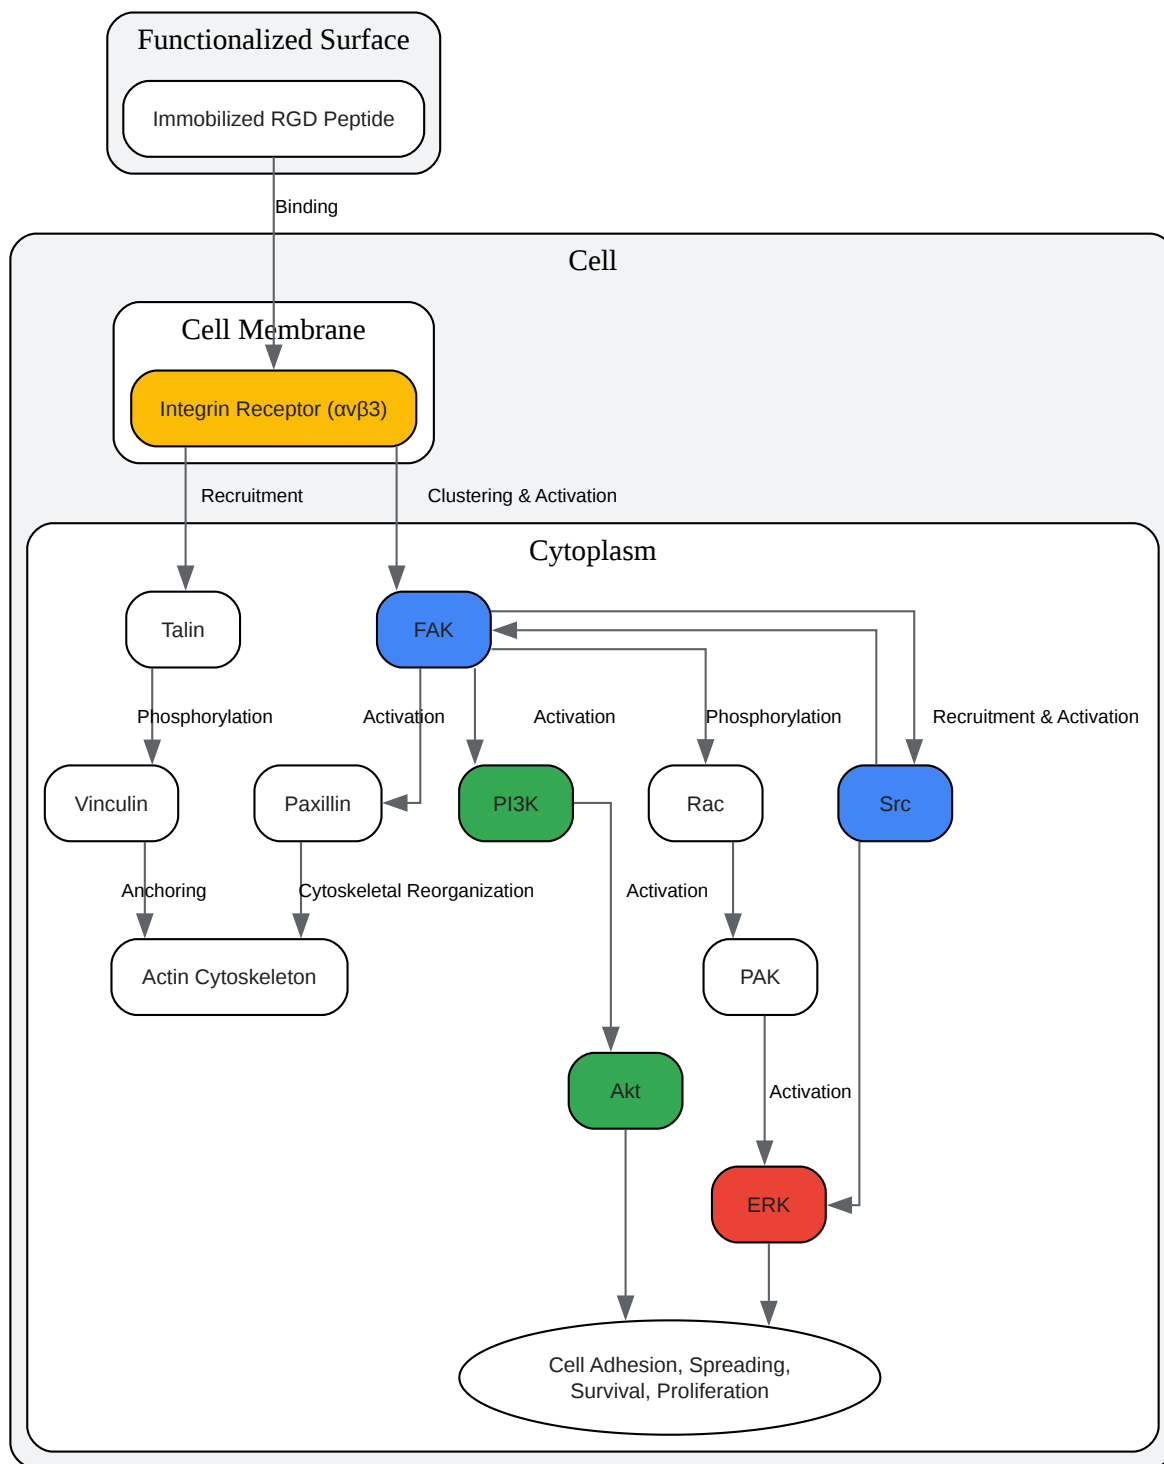 Functionalized Surface
Immobilized RGD Peptide
Binding
Cell
Cell Membrane
Integrin Receptor (αvβ3)
Recruitment
Clustering & Activation
Cytoplasm
Talin
FAK
Phosphorylation
Activation
Activation
Phosphorylation
Recruitment & Activation
Vinculin
Paxillin
PI3K
Rac
Src
Anchoring
Cytoskeletal Reorganization
Activation
Actin Cytoskeleton
PAK
Akt
Activation
ERK
Cell Adhesion, Spreading,
Survival, Proliferation